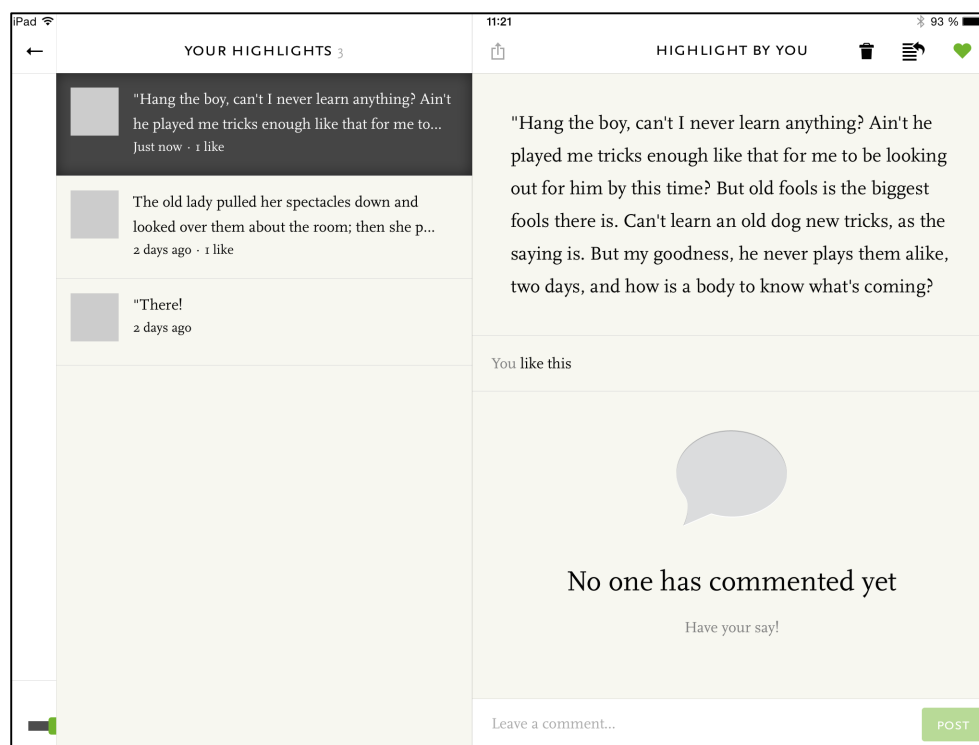 iPad
11:21
93 %
YOUR HIGHLIGHTS 3
"Hang the boy, can't I never learn anything? Ain't
he played me tricks enough like that for me to...
Just now · 1 like
The old lady pulled her spectacles down and
looked over them about the room; then she p...
2 days ago · 1 like
"There!
2 days ago
HIGHLIGHT BY YOU
"Hang the boy, can't I never learn anything? Ain't he
played me tricks enough like that for me to be looking
out for him by this time? But old fools is the biggest
fools there is. Can't learn an old dog new tricks, as the
saying is. But my goodness, he never plays them alike,
two days, and how is a body to know what's coming?
You like this
No one has commented yet
Have your say!
Leave a comment...
POST